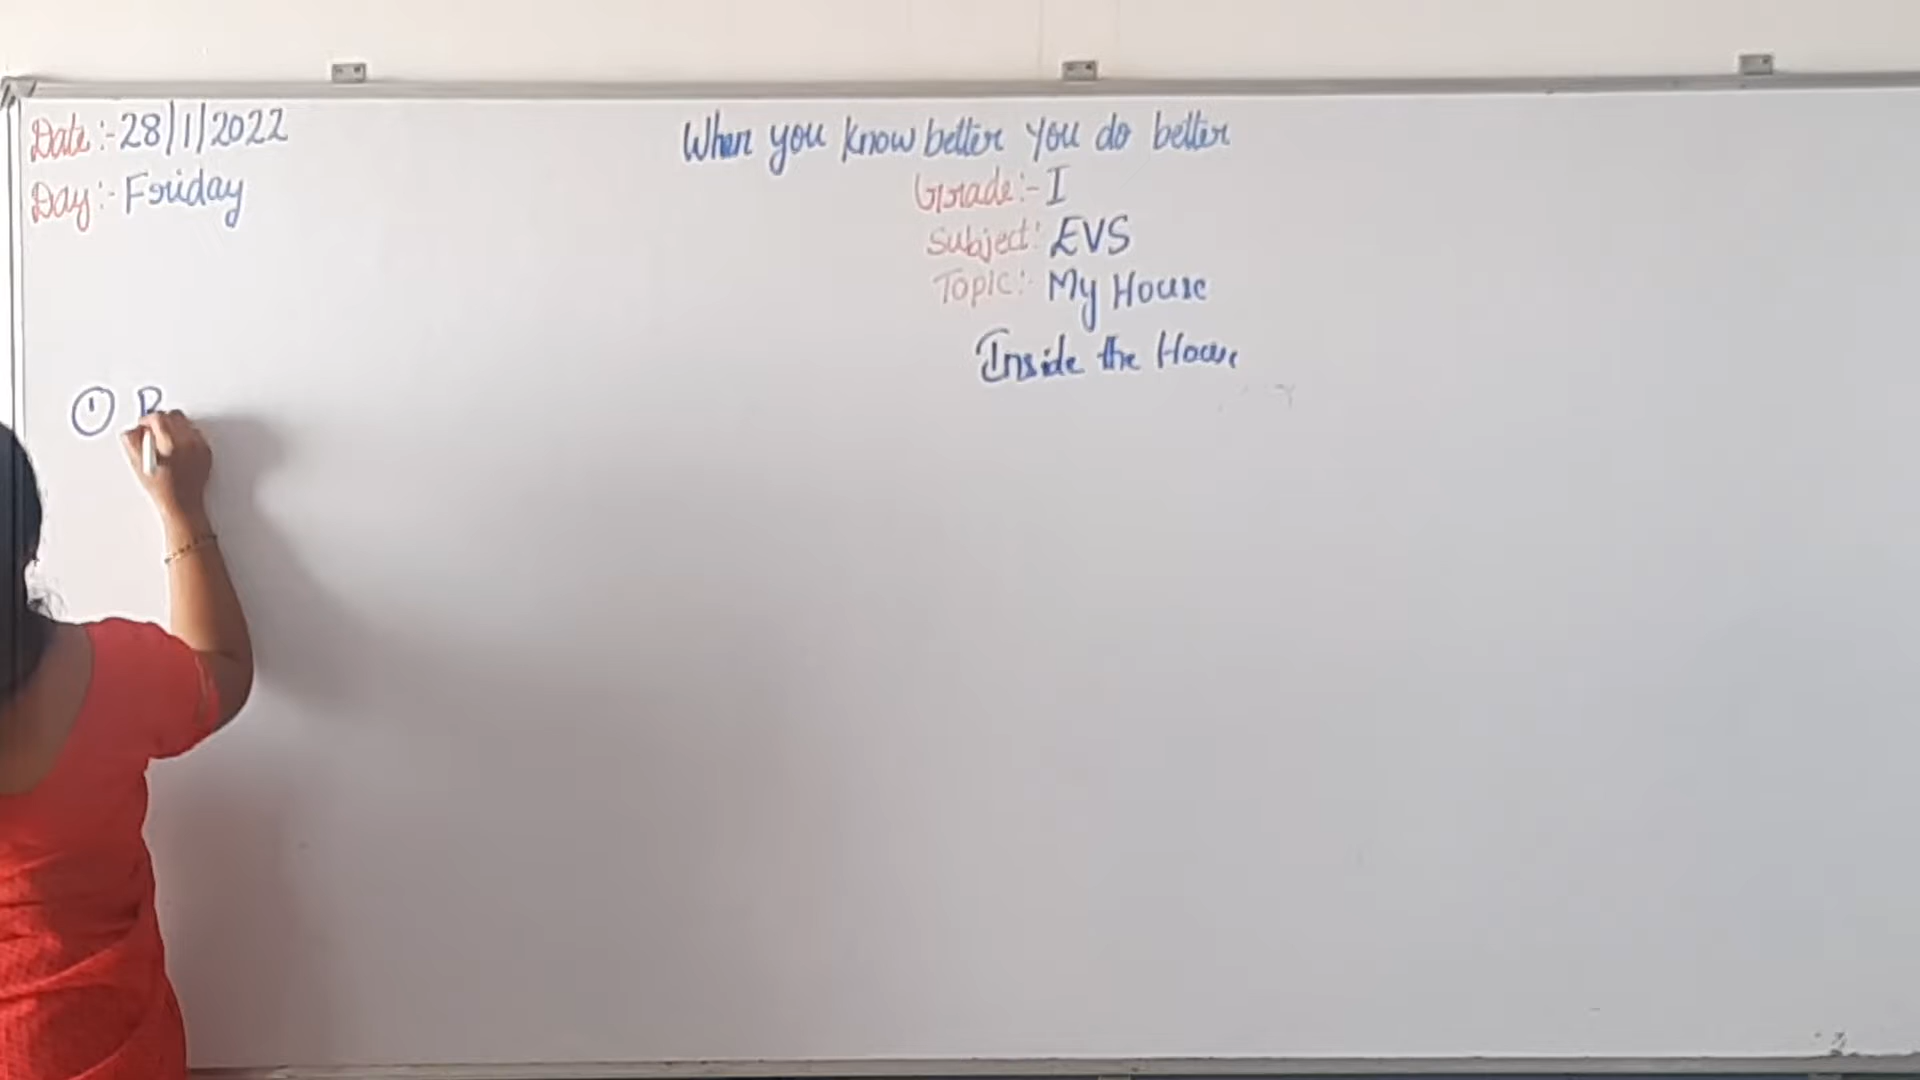 Date:-28/1/2022
Day:-Friday
When you know better you do better
Grade:-I
Subject: EVS
Topic:- My House
Inside the House
①